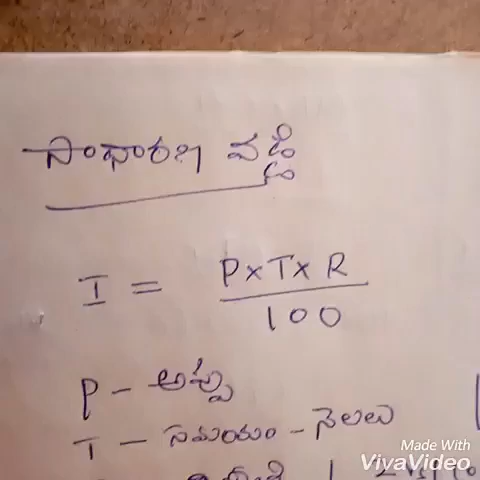 సాధారణ వడ్డీ
I = P×T×R
100
P - అప్పు
T - సమయం - నెలలు
Made With
VivaVideo